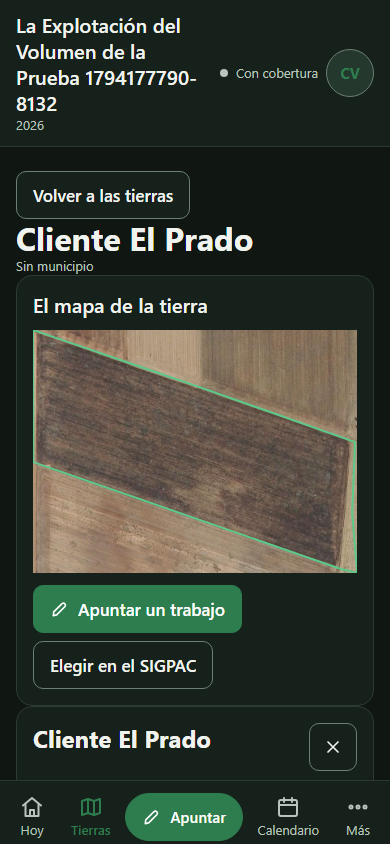 La Explotación del
Volumen de la
Prueba 1794177790-
8132
2026
Con cobertura
CV
Volver a las tierras
Cliente El Prado
Sin municipio
El mapa de la tierra
Apuntar un trabajo
Elegir en el SIGPAC
Cliente El Prado
Hoy
Tierras
Apuntar
Calendario
Más